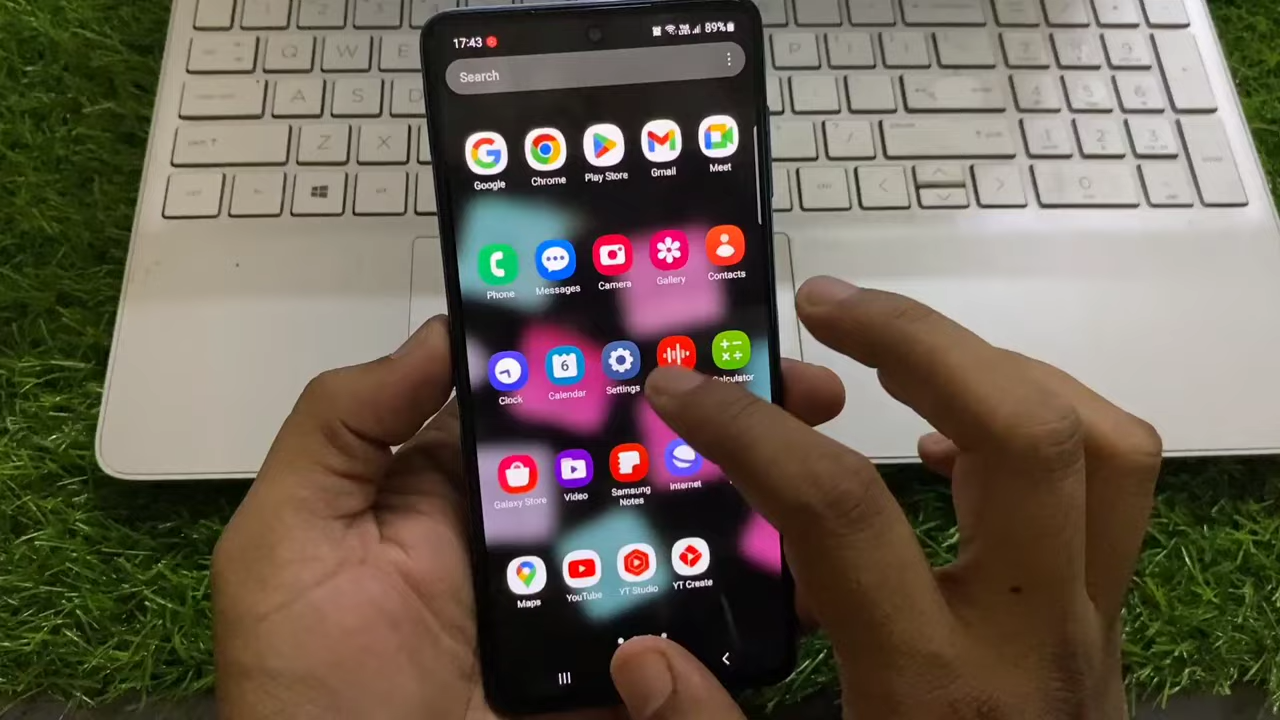 17:43 89%
Search
Google Chrome Play Store Gmail Meet
Phone Messages Camera Gallery Contacts
Clock Calendar Settings Calculator
6
Galaxy Store Video Samsung Notes Internet
Maps YouTube YT Studio YT Create
Q W E P
A S D
Z X